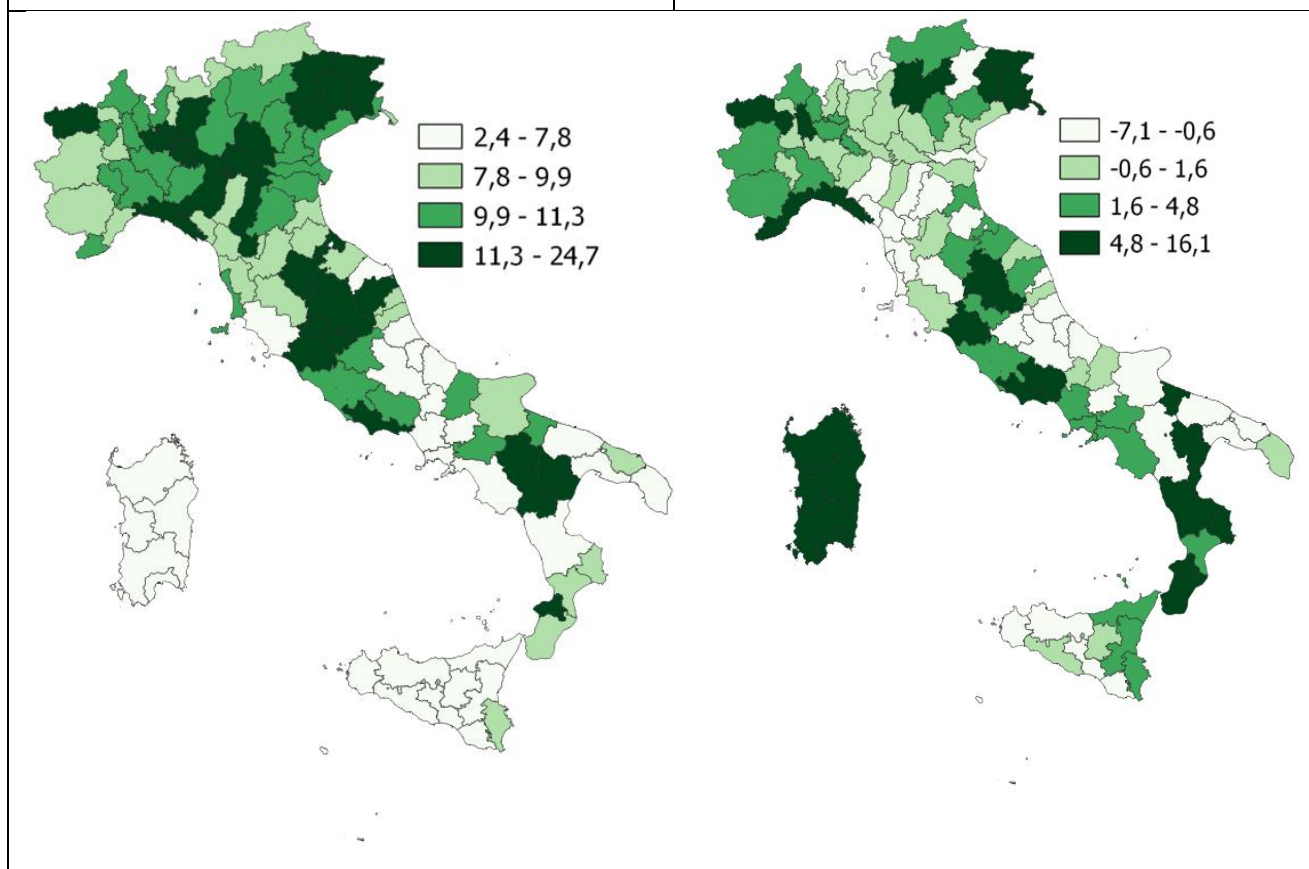 2,4 - 7,8
7,8 - 9,9
9,9 - 11,3
11,3 - 24,7
-7,1 - -0,6
-0,6 - 1,6
1,6 - 4,8
4,8 - 16,1